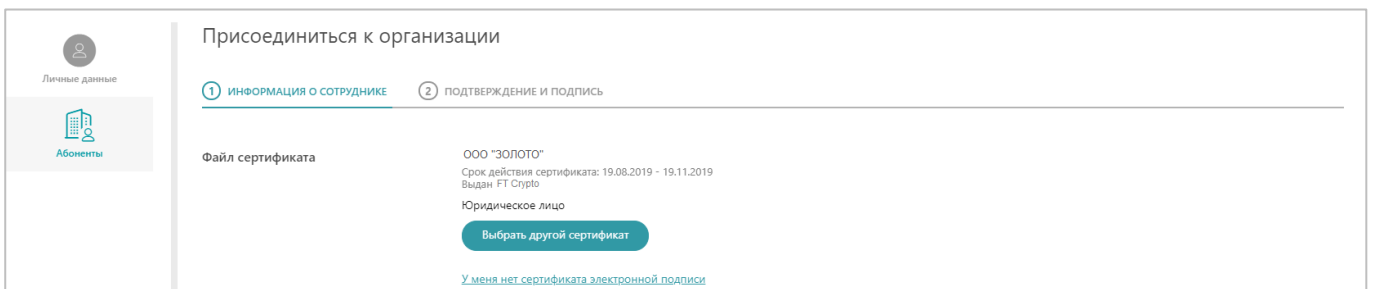 Присоединиться к организации
Личные данные
1 ИНФОРМАЦИЯ О СОТРУДНИКЕ 2 ПОДТВЕРЖДЕНИЕ И ПОДПИСЬ
Абоненты
Файл сертификата
ООО "ЗОЛОТО"
Срок действия сертификата: 19.08.2019 - 19.11.2019
Выдан FT Crypto
Юридическое лицо
Выбрать другой сертификат
У меня нет сертификата электронной подписи